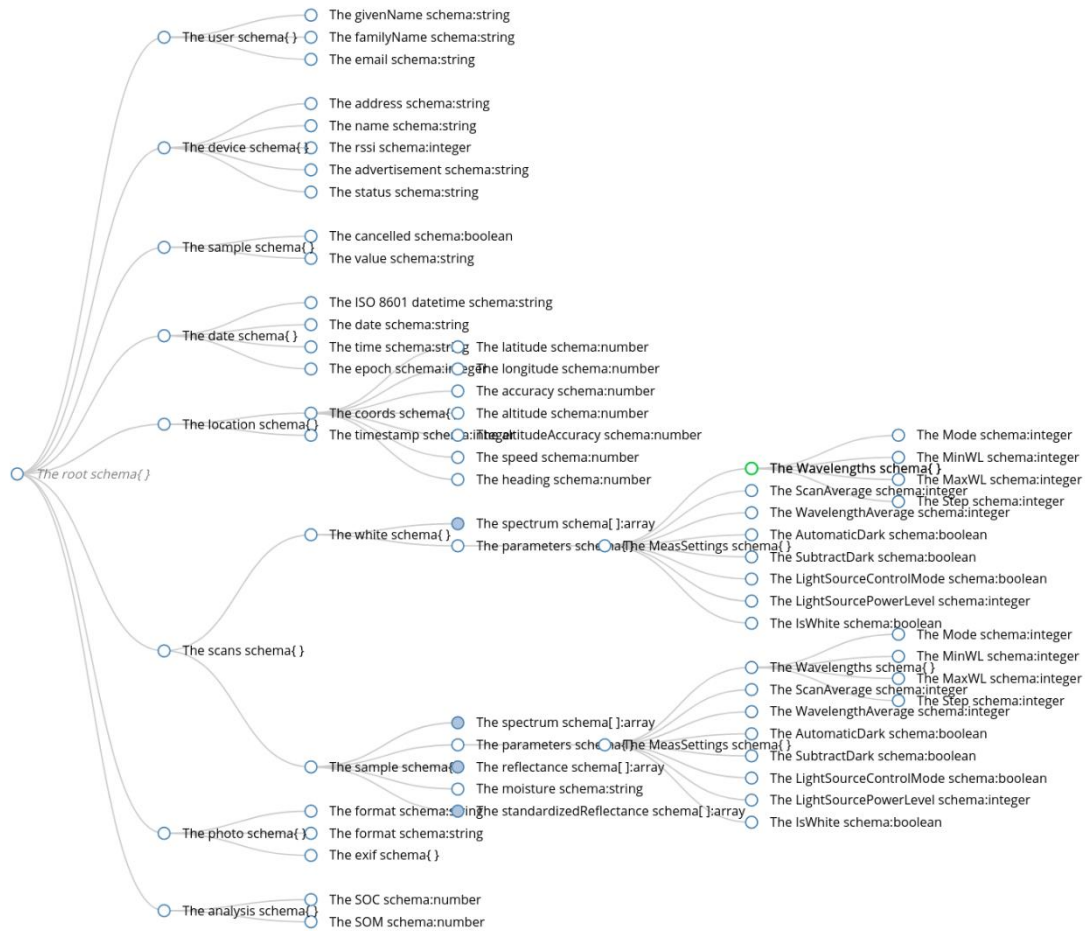 The givenName schema:string
The user schema{ }
The familyName schema:string
The email schema:string
The address schema:string
The name schema:string
The device schema{ }
The rssi schema:integer
The advertisement schema:string
The status schema:string
The cancelled schema:boolean
The sample schema{ }
The value schema:string
The ISO 8601 datetime schema:string
The date schema:string
The date schema{ }
The time schema:string
The latitude schema:number
The epoch schema:integer
The longitude schema:number
The accuracy schema:number
The coords schema{ }
The altitude schema:number
The location schema{ }
The timestamp schema:integer
The altitudeAccuracy schema:number
The Mode schema:integer
The speed schema:number
The MinWL schema:integer
The Wavelengths schema{ }
The root schema{ }
The heading schema:number
The MaxWL schema:integer
The ScanAverage schema:integer
The Step schema:integer
The WavelengthAverage schema:integer
The spectrum schema[ ]:array
The white schema{ }
The AutomaticDark schema:boolean
The parameters schema{ }
The MeasSettings schema{ }
The SubtractDark schema:boolean
The LightSourceControlMode schema:boolean
The LightSourcePowerLevel schema:integer
The IsWhite schema:boolean
The Mode schema:integer
The scans schema{ }
The MinWL schema:integer
The Wavelengths schema{ }
The MaxWL schema:integer
The ScanAverage schema:integer
The Step schema:integer
The WavelengthAverage schema:integer
The spectrum schema[ ]:array
The AutomaticDark schema:boolean
The parameters schema{ }
The MeasSettings schema{ }
The SubtractDark schema:boolean
The sample schema{ }
The reflectance schema[ ]:array
The LightSourceControlMode schema:boolean
The moisture schema:string
The LightSourcePowerLevel schema:integer
The format schema:string
The standardizedReflectance schema[ ]:array
The IsWhite schema:boolean
The photo schema{ }
The format schema:string
The exif schema{ }
The SOC schema:number
The analysis schema{ }
The SOM schema:number